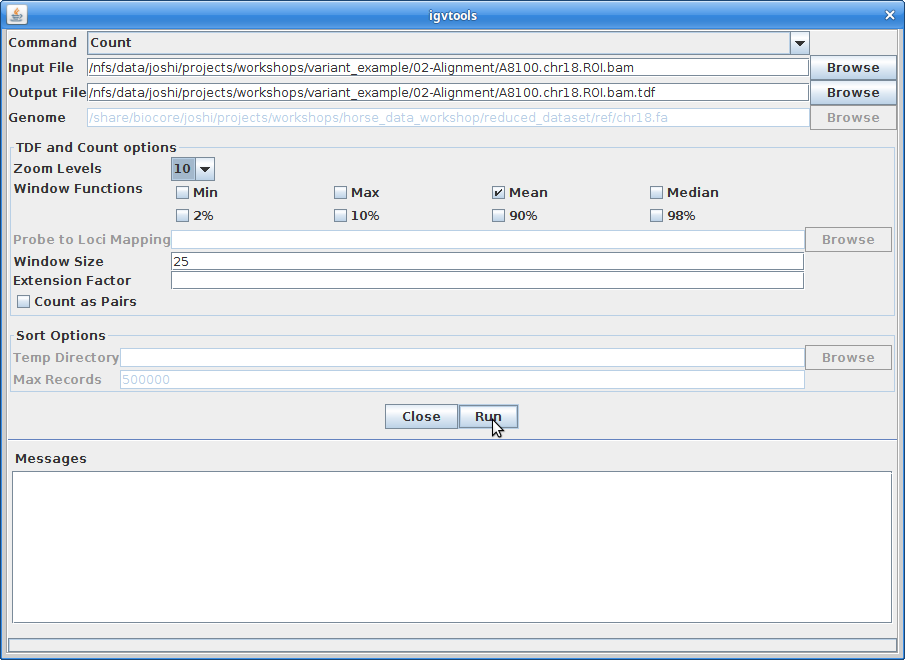 igvtools
Command Count
Input File /nfs/data/joshi/projects/workshops/variant_example/02-Alignment/A8100.chr18.ROI.bam Browse
Output File /nfs/data/joshi/projects/workshops/variant_example/02-Alignment/A8100.chr18.ROI.bam.tdf Browse
Genome /share/biocore/joshi/projects/workshops/horse_data_workshop/reduced_dataset/ref/chr18.fa Browse
TDF and Count options
Zoom Levels 10
Window Functions Min Max Mean Median
2% 10% 90% 98%
Probe to Loci Mapping Browse
Window Size 25
Extension Factor
Count as Pairs
Sort Options
Temp Directory Browse
Max Records 500000
Close Run
Messages